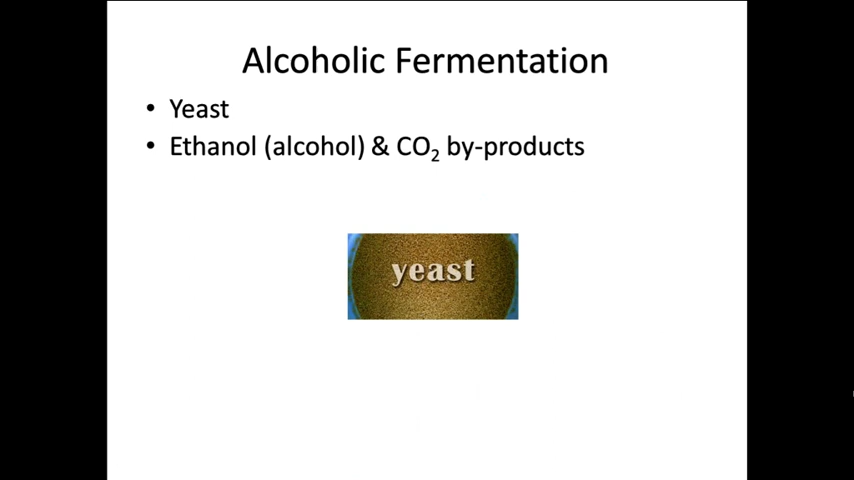 Alcoholic Fermentation
• Yeast
• Ethanol (alcohol) & CO₂ by-products
yeast